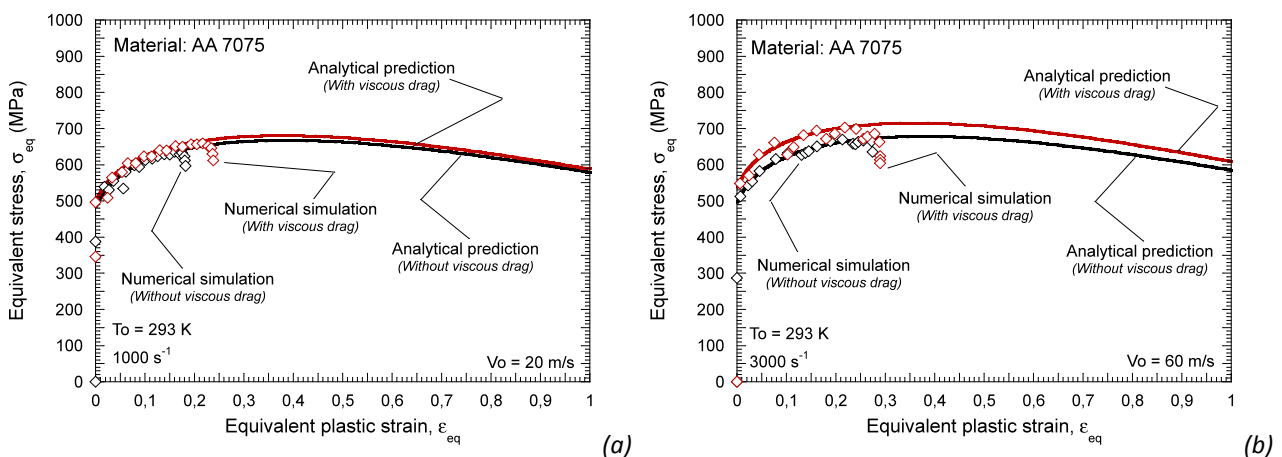 1000
900
800
700
600
500
400
300
200
100
0
Equivalent stress, σeq (MPa)
Material: AA 7075
Analytical prediction
(With viscous drag)
Numerical simulation
(With viscous drag)
Analytical prediction
(Without viscous drag)
Numerical simulation
(Without viscous drag)
To = 293 K
1000 s-1
Vo = 20 m/s
0 0,1 0,2 0,3 0,4 0,5 0,6 0,7 0,8 0,9 1
Equivalent plastic strain, εeq
(a)
1000
900
800
700
600
500
400
300
200
100
0
Equivalent stress, σeq (MPa)
Material: AA 7075
Analytical prediction
(With viscous drag)
Numerical simulation
(With viscous drag)
Analytical prediction
(Without viscous drag)
Numerical simulation
(Without viscous drag)
To = 293 K
3000 s-1
Vo = 60 m/s
0 0,1 0,2 0,3 0,4 0,5 0,6 0,7 0,8 0,9 1
Equivalent plastic strain, εeq
(b)